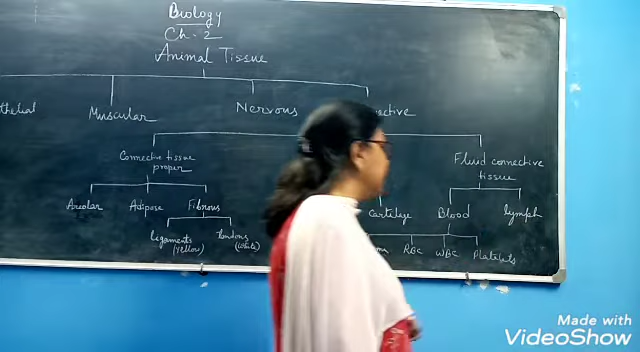 Biology
Ch - 2
Animal Tissue
thelial Muscular Nervous ective
Connective tissue
proper
Fluid connective
tissue
Areolar Adipose Fibrous Cartilage Blood lymph
Ligaments
(Yellow)
Tendons
(White)
RBC WBC Platelets
Made with
VideoShow